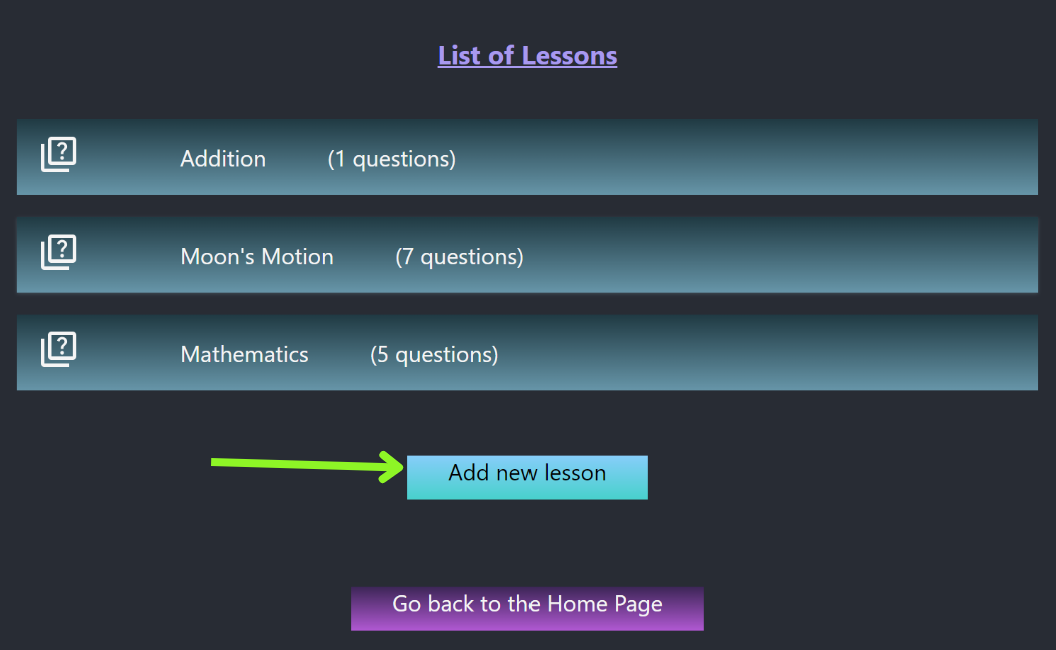 List of Lessons
? Addition (1 questions)
? Moon's Motion (7 questions)
? Mathematics (5 questions)
Add new lesson
Go back to the Home Page